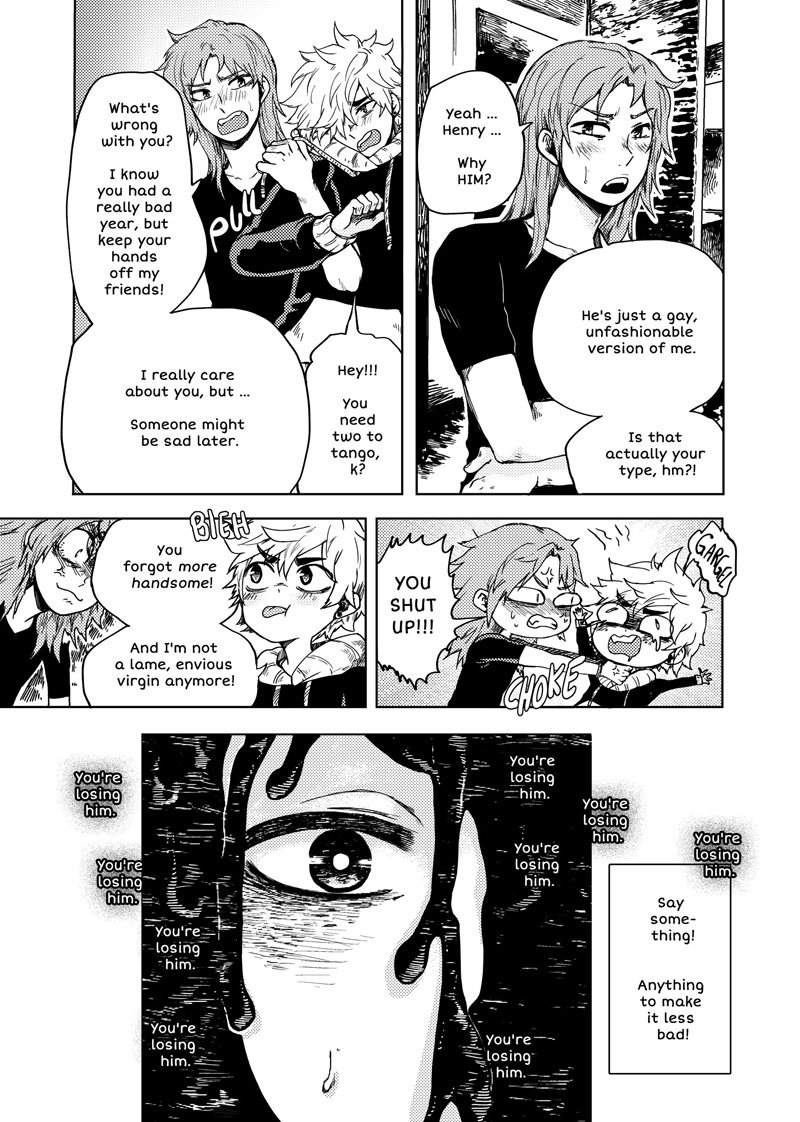 What's
wrong
with you?
I know
you had a
really bad
year, but
keep your
hands
off my
friends!
PULL
I really care
about you, but ...
Someone might
be sad later.
Hey!!!
You
need
two to
tango,
k?
Yeah ...
Henry ...
Why
HIM?
He's just a gay,
unfashionable
version of me.
Is that
actually your
type, hm?!
BLEH
You
forgot more
handsome!
And I'm not
a lame, envious
virgin anymore!
YOU
SHUT
UP!!!
CHOKE
GARGEL
You're
losing
him.
You're
losing
him.
You're
losing
him.
You're
losing
him.
You're
losing
him.
You're
losing
him.
You're
losing
him.
You're
losing
him.
You're
losing
him.
Say
some-
thing!
Anything
to make
it less
bad!